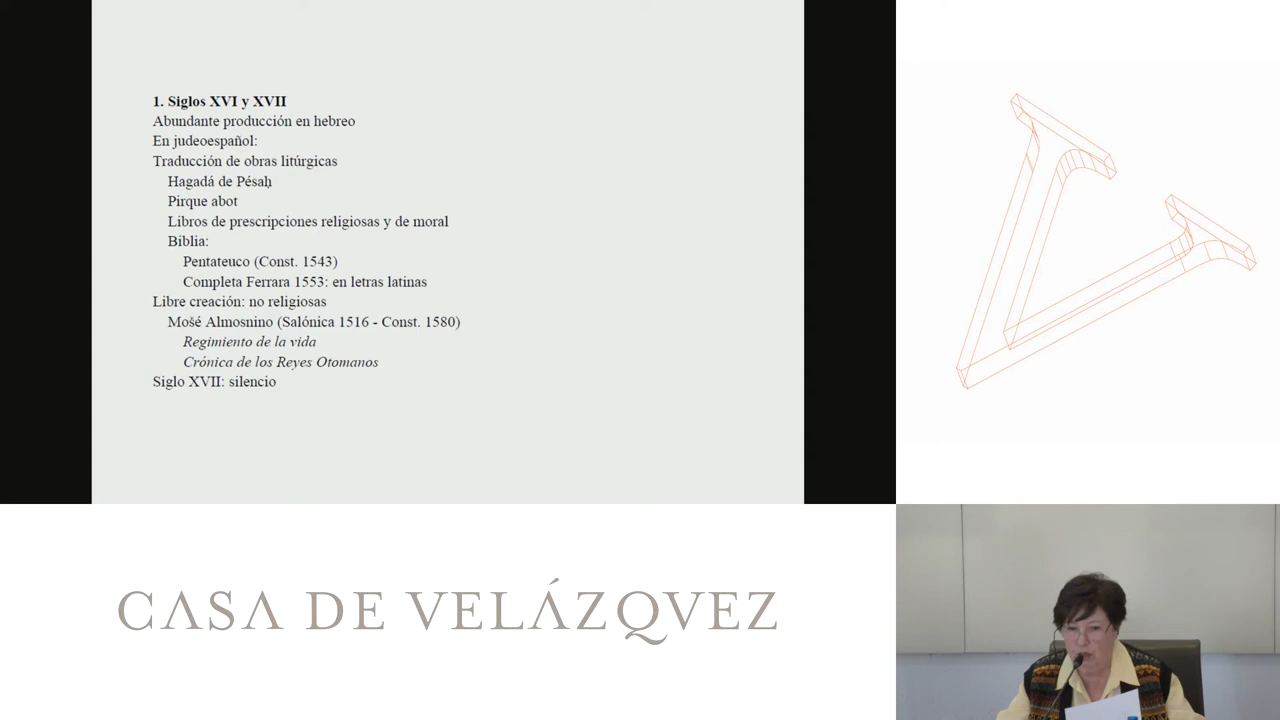 1. Siglos XVI y XVII
Abundante producción en hebreo
En judeoespañol:
Traducción de obras litúrgicas
Hagadá de Pésaḥ
Pirque abot
Libros de prescripciones religiosas y de moral
Biblia:
Pentateuco (Const. 1543)
Completa Ferrara 1553: en letras latinas
Libre creación: no religiosas
Mošé Almosnino (Salónica 1516 - Const. 1580)
Regimiento de la vida
Crónica de los Reyes Otomanos
Siglo XVII: silencio
CASA DE VELÁZQVEZ